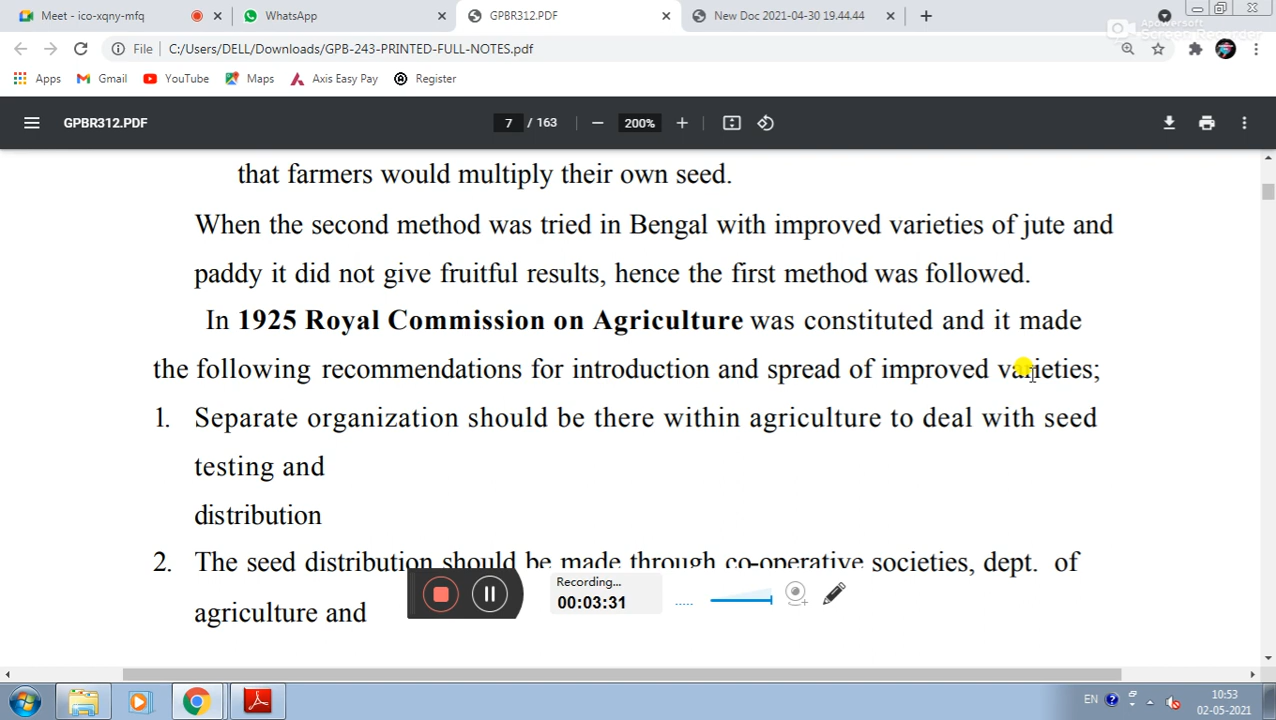 Meet - ico-xqny-mfq
WhatsApp
GPBR312.PDF
New Doc 2021-04-30 19.44.44
Apowersoft
Screen Recorder
File
C:/Users/DELL/Downloads/GPB-243-PRINTED-FULL-NOTES.pdf
Apps
Gmail
YouTube
Maps
Axis Easy Pay
Register
GPBR312.PDF
7 / 163
200%
that farmers would multiply their own seed.
When the second method was tried in Bengal with improved varieties of jute and
paddy it did not give fruitful results, hence the first method was followed.
In 1925 Royal Commission on Agriculture was constituted and it made
the following recommendations for introduction and spread of improved varieties;
1. Separate organization should be there within agriculture to deal with seed
testing and
distribution
2. The seed distribution should be made through co-operative societies, dept. of
agriculture and
Recording...
00:03:31
EN
10:53
02-05-2021